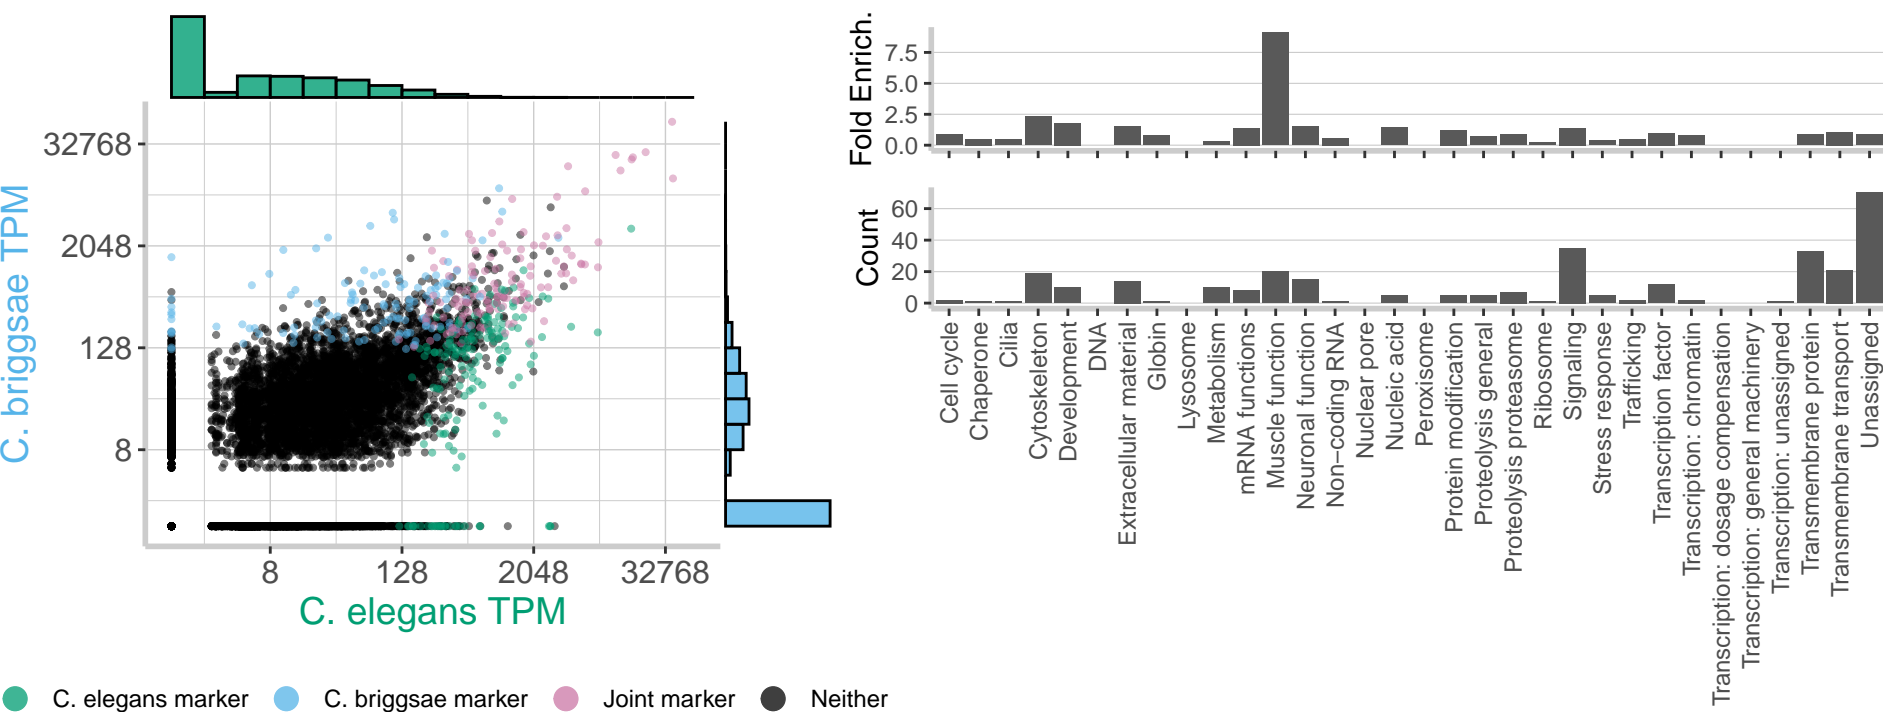 32768
2048
128
8
C. briggsae TPM
8
128
2048
32768
C. elegans TPM
C. elegans marker
C. briggsae marker
Joint marker
Neither
Fold Enrich.
7.5
5.0
2.5
0.0
Count
60
40
20
0
Cell cycle
Chaperone
Cilia
Cytoskeleton
Development
DNA
Extracellular material
Globin
Lysosome
Metabolism
mRNA functions
Muscle function
Neuronal function
Non−coding RNA
Nuclear pore
Nucleic acid
Peroxisome
Protein modification
Proteolysis general
Proteolysis proteasome
Ribosome
Signaling
Stress response
Trafficking
Transcription factor
Transcription: chromatin
Transcription: dosage compensation
Transcription: general machinery
Transcription: unassigned
Transmembrane protein
Transmembrane transport
Unassigned